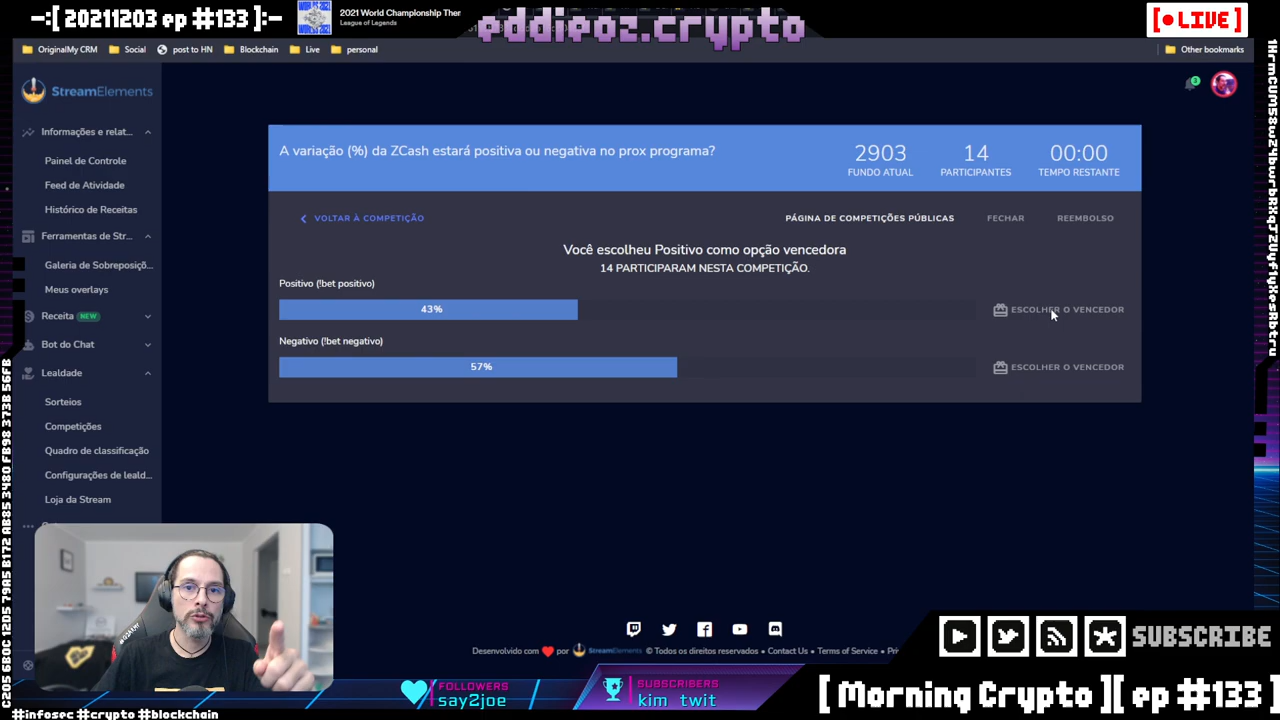 -:[ 20211203 ep #133 ]:-
2021 World Championship Ther
League of Legends
eddieoz.crypto
[•LIVE]
OriginalMy CRM
Social
post to HN
Blockchain
Live
personal
Other bookmarks
StreamElements
3
Informações e relat...
Painel de Controle
Feed de Atividade
Histórico de Receitas
Ferramentas de Str...
Galeria de Sobreposiçõ...
Meus overlays
Receita NEW
Bot do Chat
Lealdade
Sorteios
Competições
Quadro de classificação
Configurações de leald...
Loja da Stream
A variação (%) da ZCash estará positiva ou negativa no prox programa?
2903
FUNDO ATUAL
14
PARTICIPANTES
00:00
TEMPO RESTANTE
VOLTAR À COMPETIÇÃO
PÁGINA DE COMPETIÇÕES PÚBLICAS
FECHAR
REEMBOLSO
Você escolheu Positivo como opção vencedora
14 PARTICIPARAM NESTA COMPETIÇÃO.
Positivo (!bet positivo)
43%
ESCOLHER O VENCEDOR
Negativo (!bet negativo)
57%
ESCOLHER O VENCEDOR
Desenvolvido com ❤ por StreamElements © Todos os direitos reservados • Contact Us • Terms of Service • Pri
SUBSCRIBE
FOLLOWERS
say2joe
SUBSCRIBERS
kim twit
[ Morning Crypto ][ ep #133 ]
#infosec #crypto #blockchain